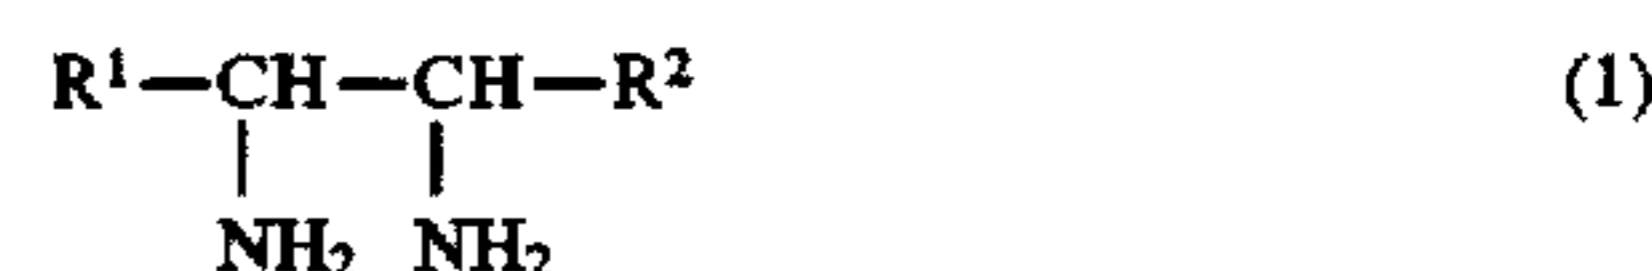 R¹—CH—CH—R² (1)
NH₂ NH₂